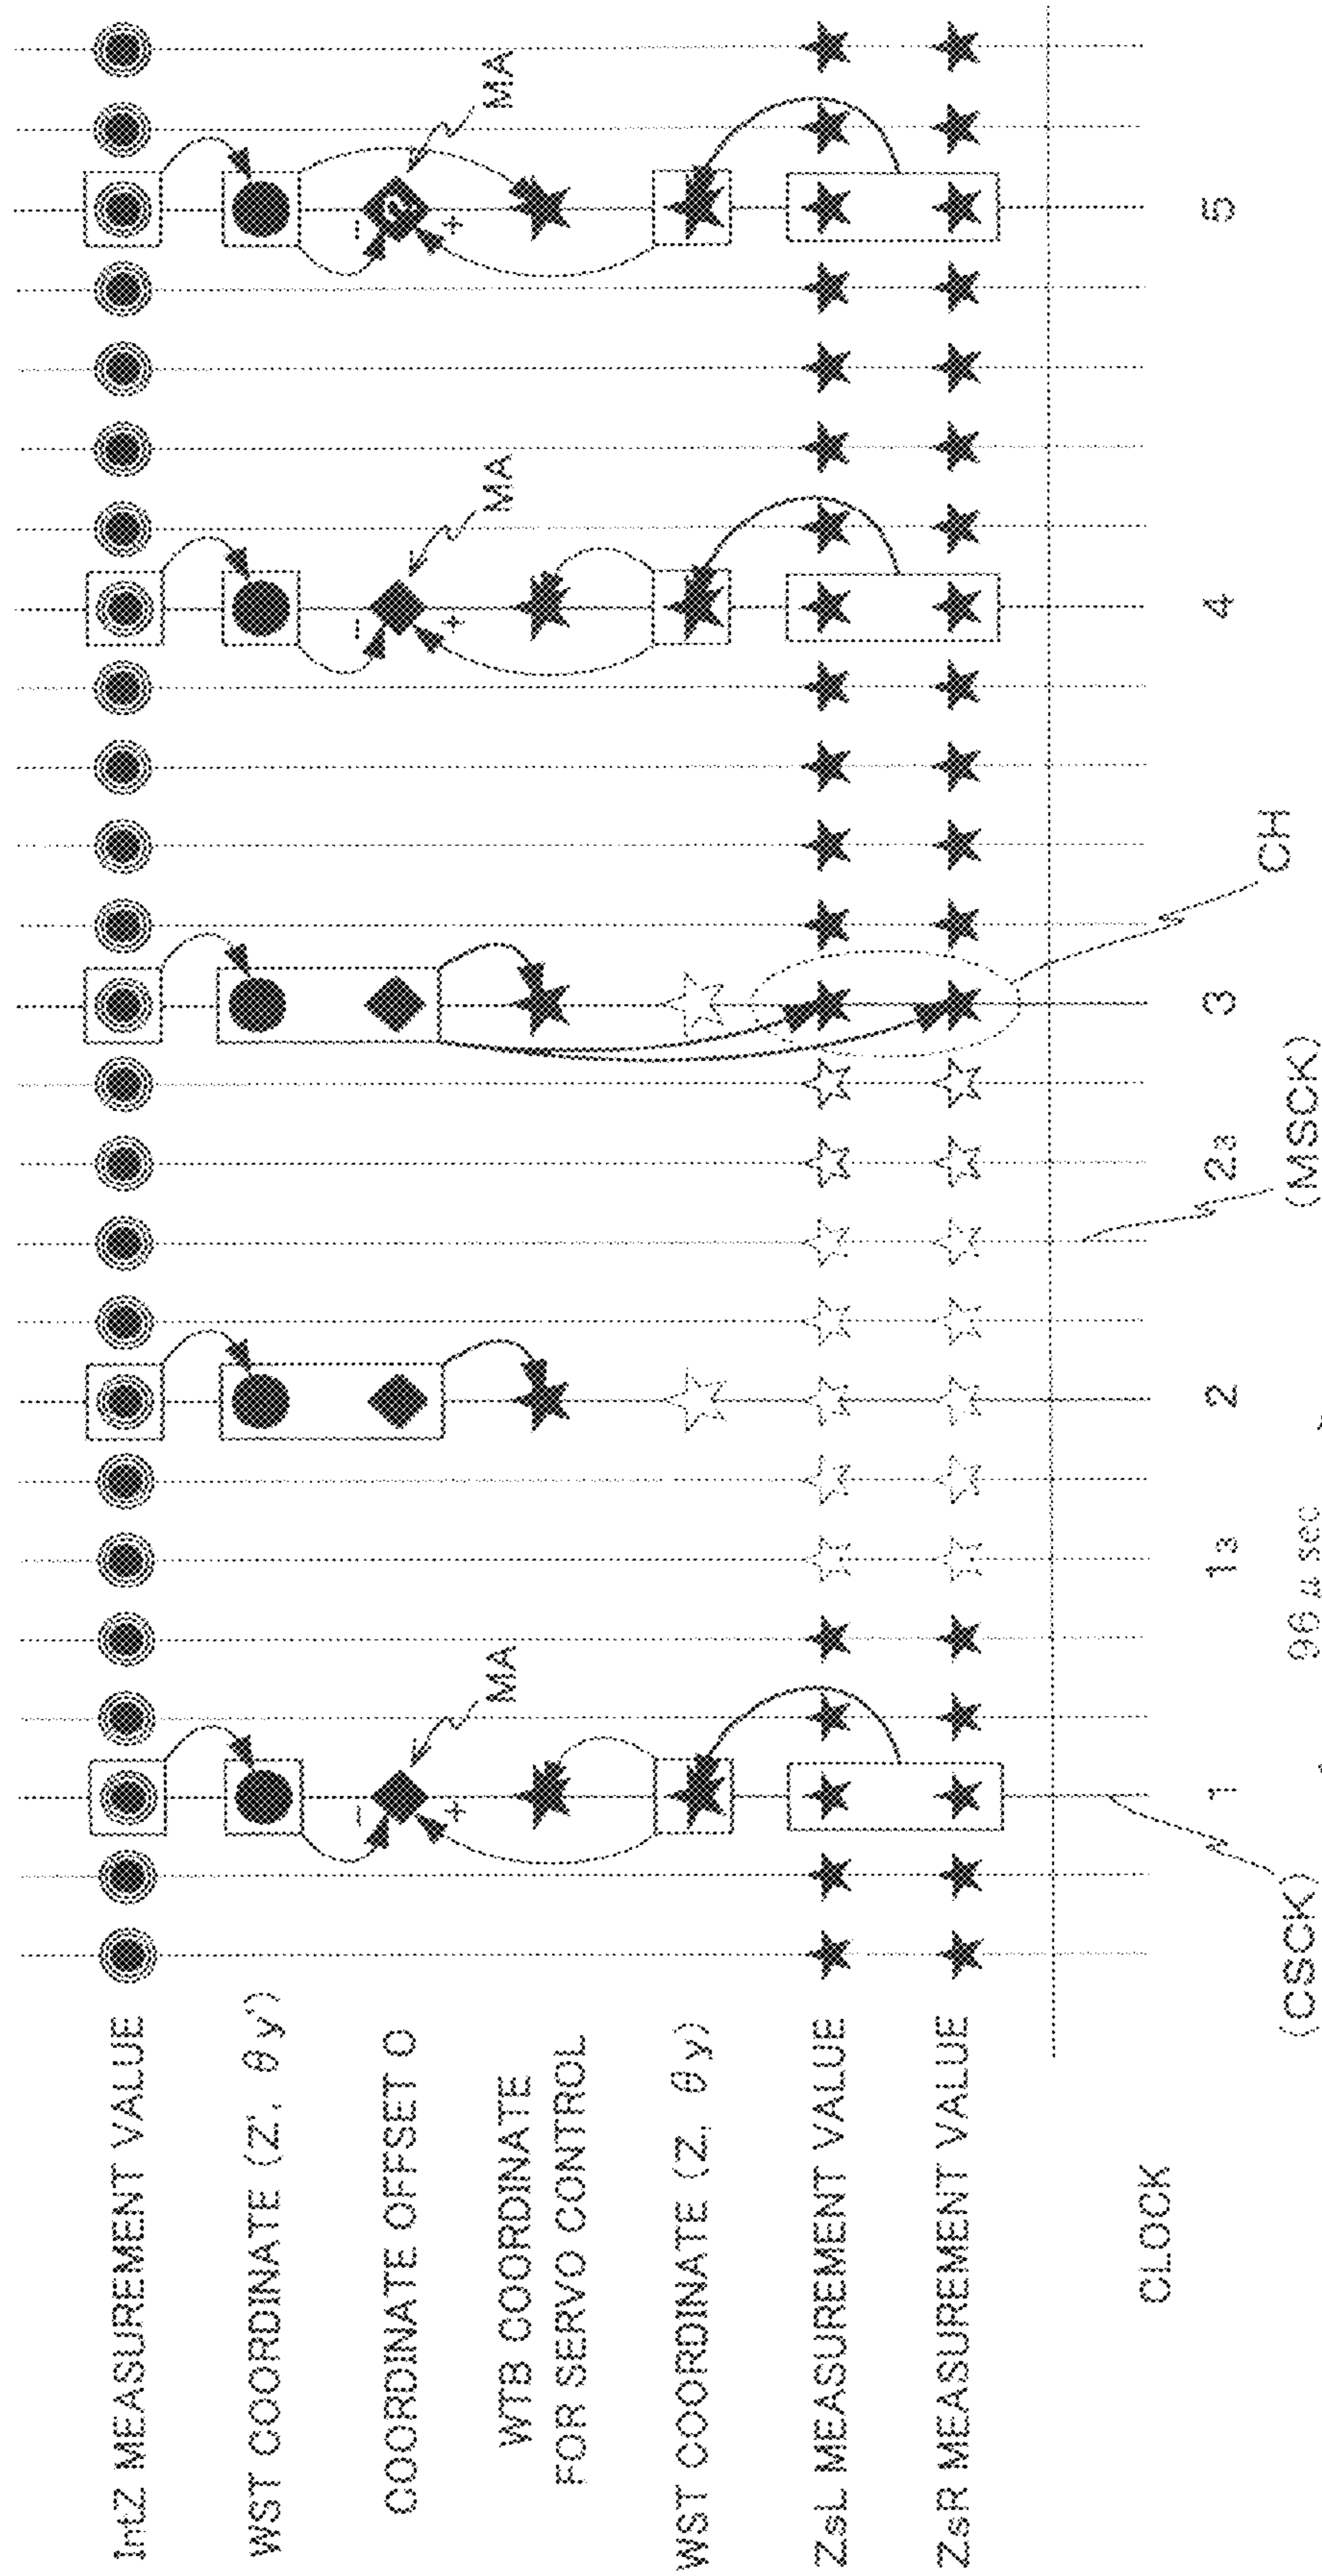 IntZ MEASUREMENT VALUE
WST COORDINATE (Z', θy')
COORDINATE OFFSET O
WTB COORDINATE
FOR SERVO CONTROL
WST COORDINATE (Z, θy)
ZsL MEASUREMENT VALUE
ZsR MEASUREMENT VALUE
CLOCK
MA
MA
MA
−
+
−
+
−
+
CH
1
13
2
23
3
4
5
(CSCK)
96 μ sec
(MSCK)